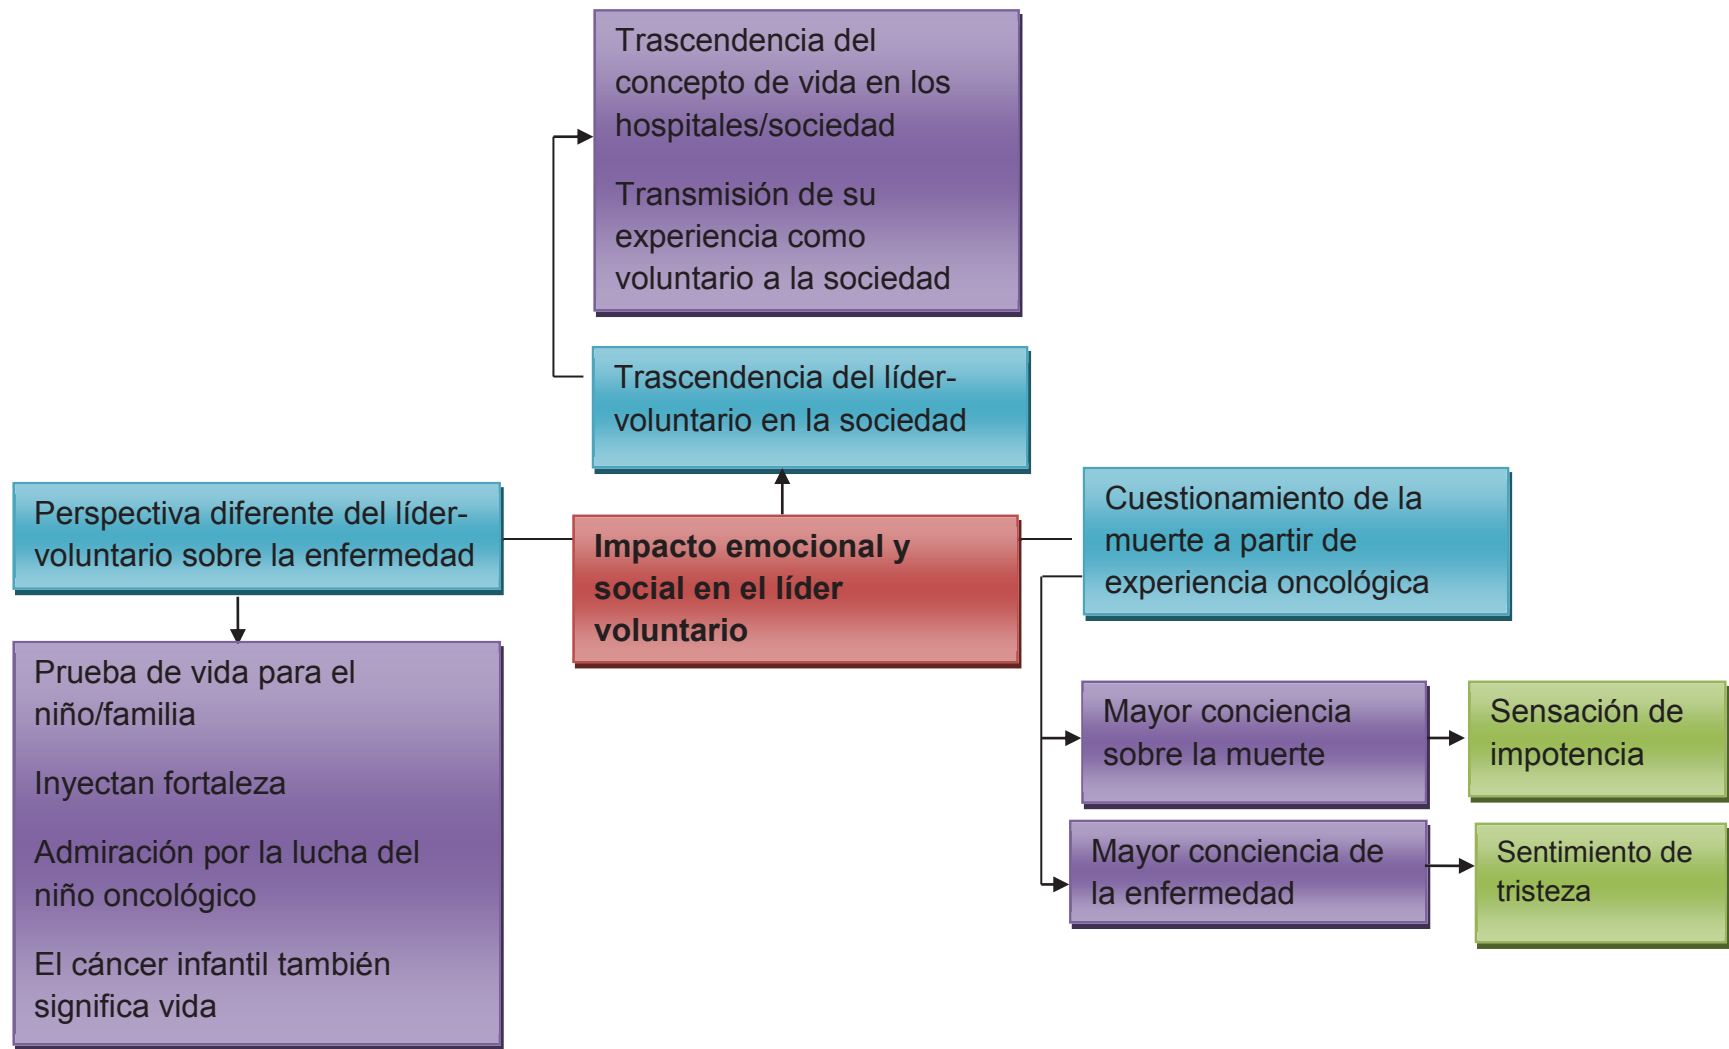 Trascendencia del
concepto de vida en los
hospitales/sociedad
Transmisión de su
experiencia como
voluntario a la sociedad
Trascendencia del líder-
voluntario en la sociedad
Perspectiva diferente del líder-
voluntario sobre la enfermedad
Impacto emocional y
social en el líder
voluntario
Cuestionamiento de la
muerte a partir de
experiencia oncológica
Prueba de vida para el
niño/familia
Inyectan fortaleza
Admiración por la lucha del
niño oncológico
El cáncer infantil también
significa vida
Mayor conciencia
sobre la muerte
Sensación de
impotencia
Mayor conciencia de
la enfermedad
Sentimiento de
tristeza